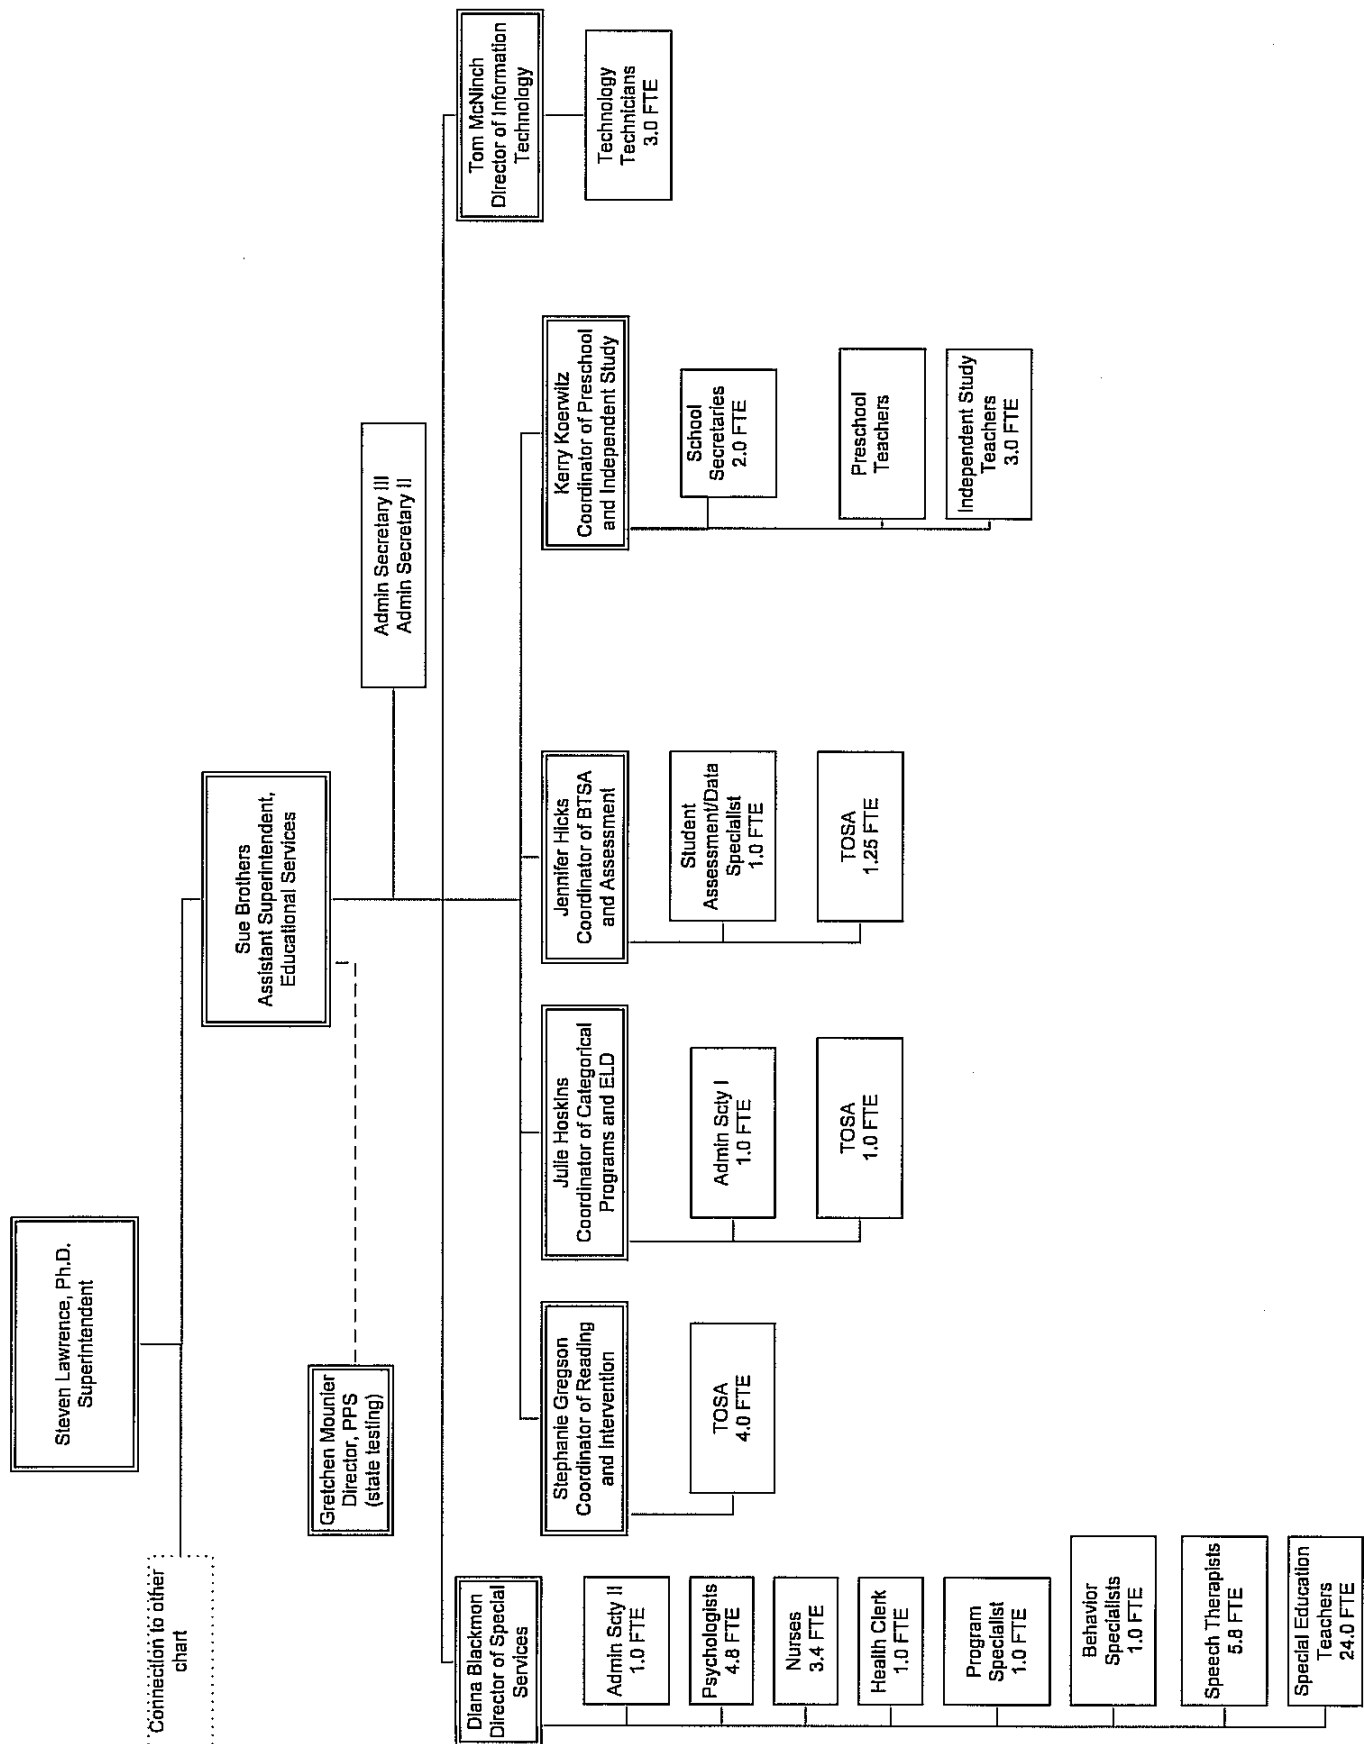 Steven Lawrence, Ph.D.
Superintendent
Connection to other
chart
Sue Brothers
Assistant Superintendent,
Educational Services
Gretchen Mounier
Director, PPS
(state testing)
Admin Secretary III
Admin Secretary II
Diana Blackmon
Director of Special
Services
Admin Scty II
1.0 FTE
Psychologists
4.8 FTE
Nurses
3.4 FTE
Health Clerk
1.0 FTE
Program
Specialist
1.0 FTE
Behavior
Specialists
1.0 FTE
Speech Therapists
5.8 FTE
Special Education
Teachers
24.0 FTE
Stephanie Gregson
Coordinator of Reading
and Intervention
TOSA
4.0 FTE
Julie Hoskins
Coordinator of Categorical
Programs and ELD
Admin Scty I
1.0 FTE
TOSA
1.0 FTE
Jennifer Hicks
Coordinator of BTSA
and Assessment
Student
Assessment/Data
Specialist
1.0 FTE
TOSA
1.25 FTE
Kerry Koerwitz
Coordinator of Preschool
and Independent Study
School
Secretaries
2.0 FTE
Preschool
Teachers
Independent Study
Teachers
3.0 FTE
Tom McNinch
Director of Information
Technology
Technology
Technicians
3.0 FTE